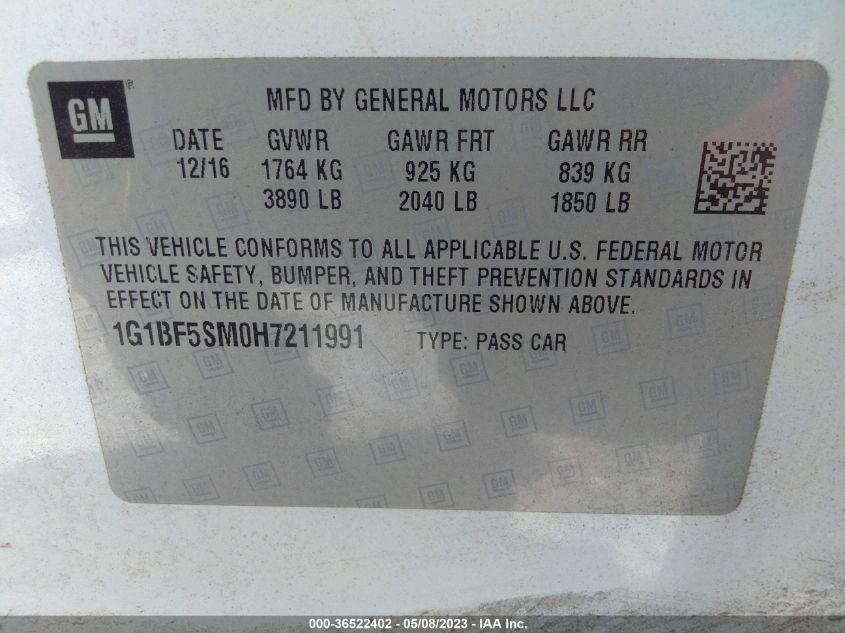 GM®
MFD BY GENERAL MOTORS LLC
DATE GVWR GAWR FRT GAWR RR
12/16 1764 KG 925 KG 839 KG
3890 LB 2040 LB 1850 LB
THIS VEHICLE CONFORMS TO ALL APPLICABLE U.S. FEDERAL MOTOR
VEHICLE SAFETY, BUMPER, AND THEFT PREVENTION STANDARDS IN
EFFECT ON THE DATE OF MANUFACTURE SHOWN ABOVE.
1G1BF5SM0H7211991 TYPE: PASS CAR
000-36522402 - 05/08/2023 - IAA Inc.